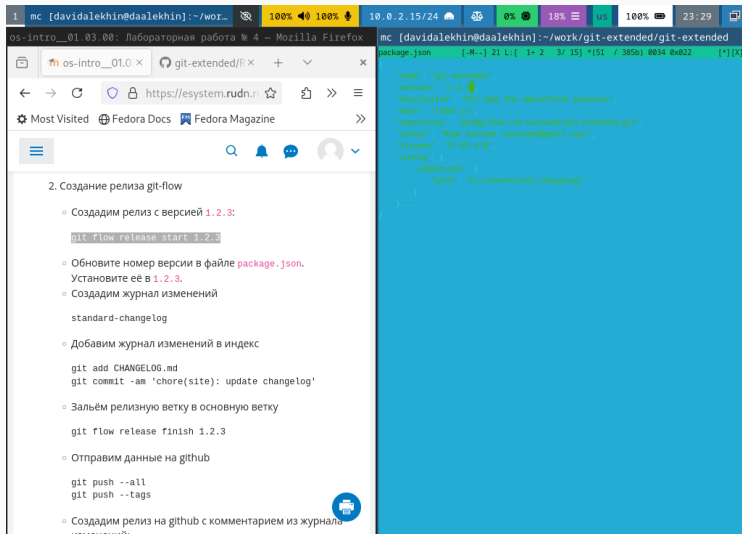 1 mc [davidalekhin@daalekhin]:~/wor… 100% 100% 10.0.2.15/24 0% 18% us 100% 23:29
os-intro__01.03.00: Лабораторная работа № 4 — Mozilla Firefox
os-intro__01.0 × git-extended/ × + ×
https://esystem.rudn.r
Most Visited Fedora Docs Fedora Magazine
2. Создание релиза git-flow
Создадим релиз с версией 1.2.3:
git flow release start 1.2.3
Обновите номер версии в файле package.json.
Установите её в 1.2.3.
Создадим журнал изменений
standard-changelog
Добавим журнал изменений в индекс
git add CHANGELOG.md
git commit -am 'chore(site): update changelog'
Зальём релизную ветку в основную ветку
git flow release finish 1.2.3
Отправим данные на github
git push --all
git push --tags
Создадим релиз на github с комментарием из журнала
mc [davidalekhin@daalekhin]:~/work/git-extended/git-extended
package.json [-M--] 21 L:[ 1+ 2 3/ 15] *(51 / 385b) 0034 0x022 [*][X]